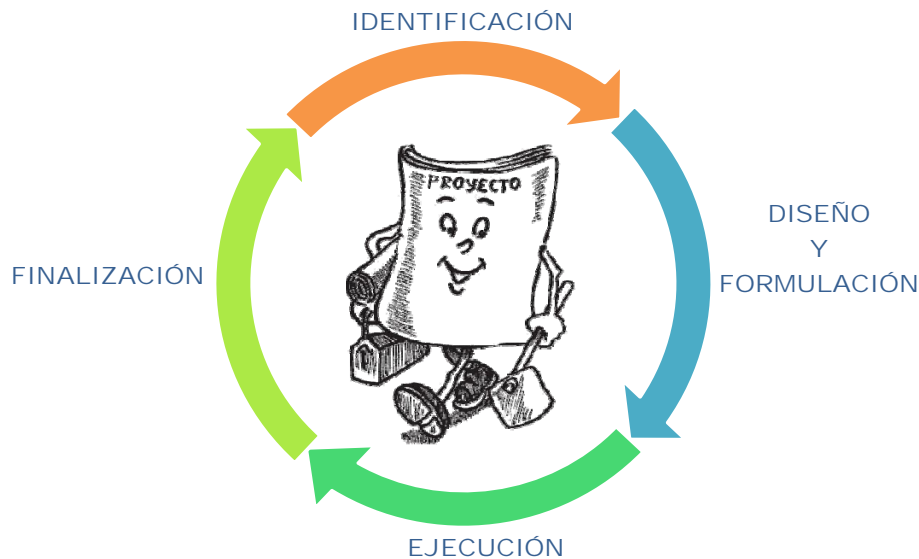 IDENTIFICACIÓN
PROYECTO
DISEÑO
Y
FORMULACIÓN
FINALIZACIÓN
EJECUCIÓN